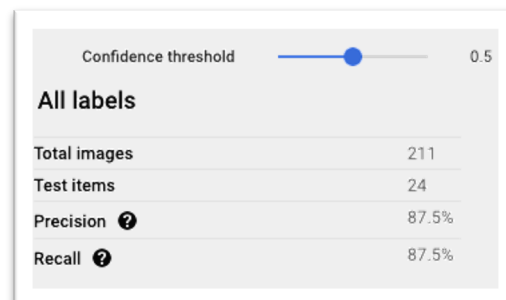 Confidence threshold 0.5
All labels
Total images 211
Test items 24
Precision ? 87.5%
Recall ? 87.5%